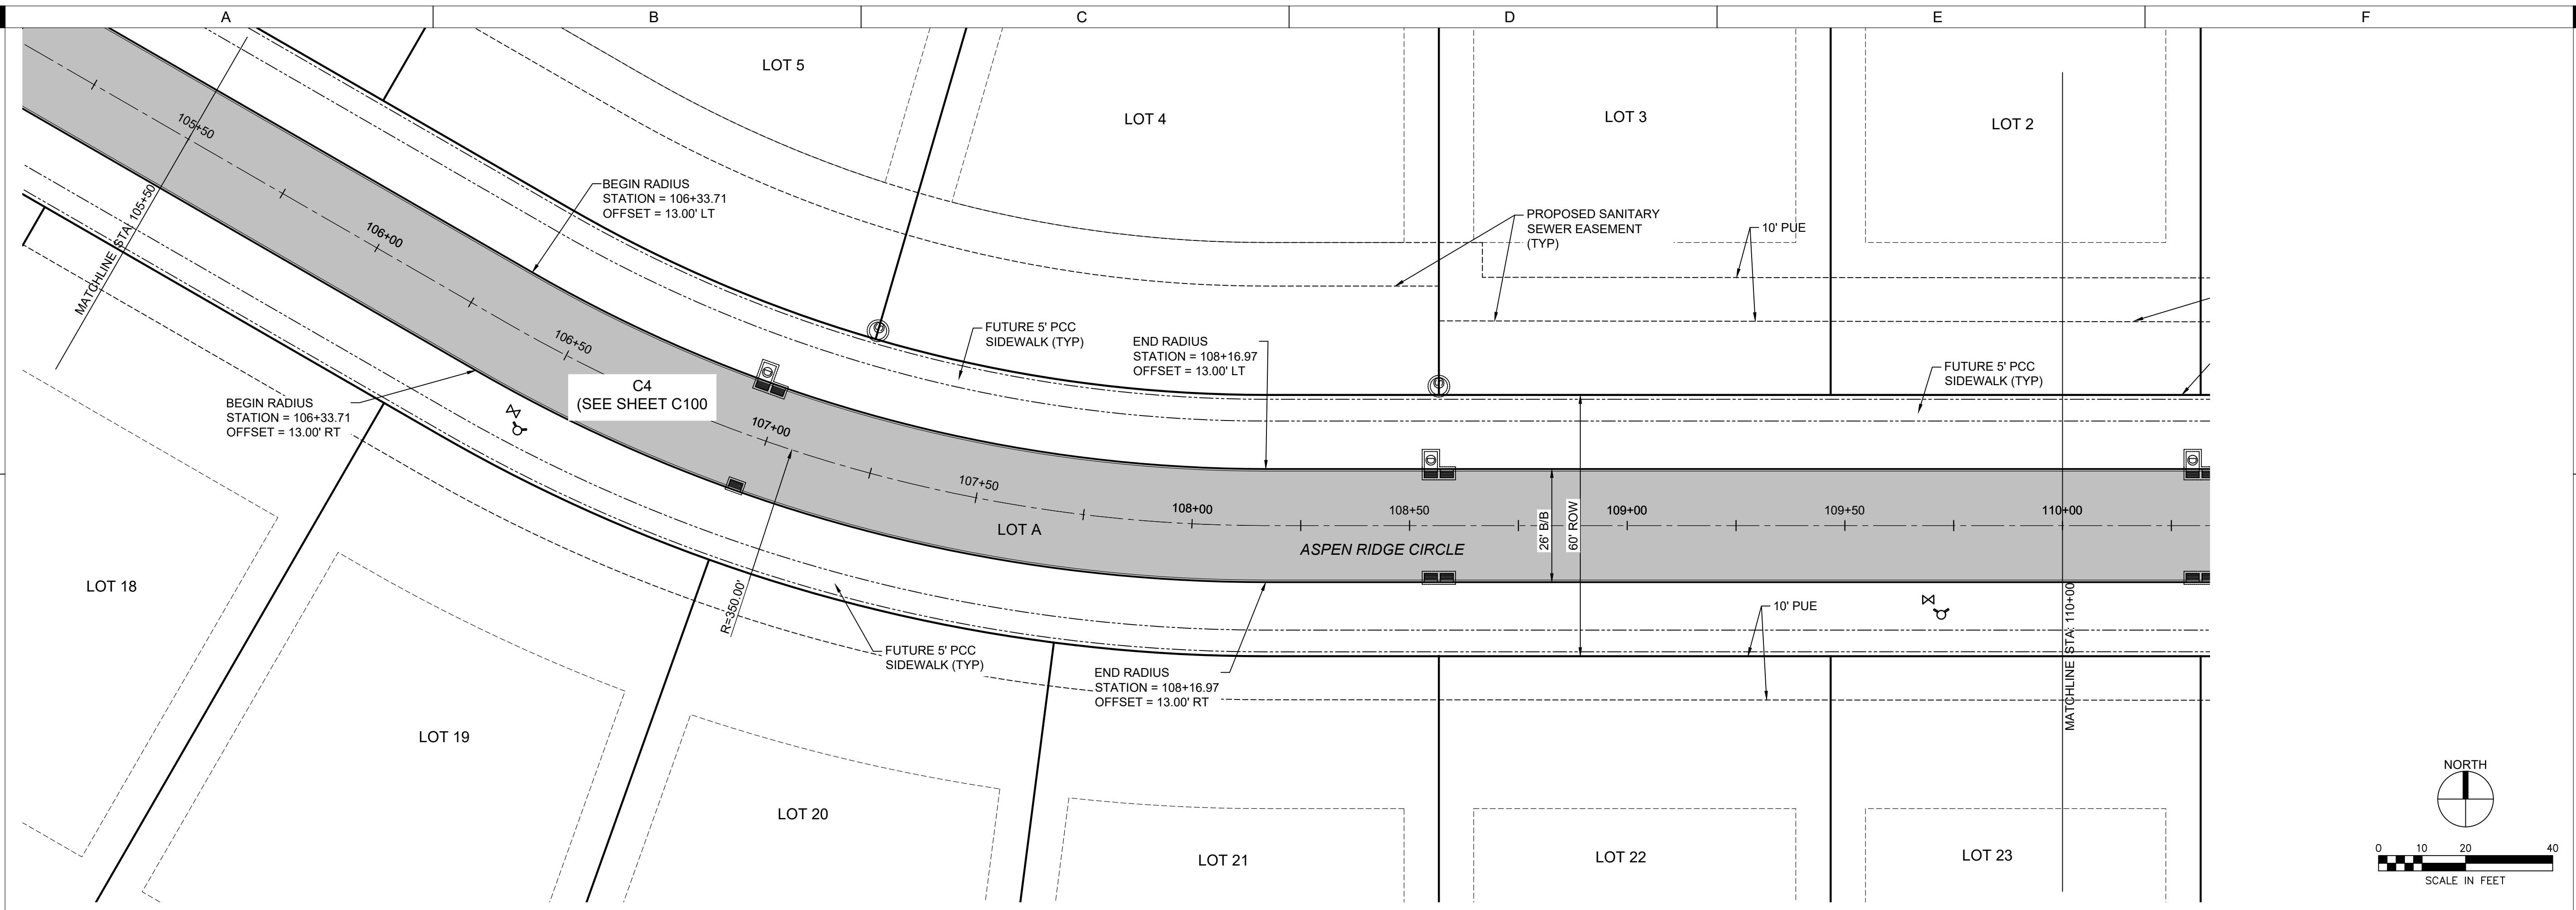 A
B
C
D
E
F
LOT 5
LOT 4
LOT 3
LOT 2
105+50
MATCHLINE STA: 105+50
BEGIN RADIUS
STATION = 106+33.71
OFFSET = 13.00' LT
106+00
PROPOSED SANITARY
SEWER EASEMENT
(TYP)
10' PUE
106+50
FUTURE 5' PCC
SIDEWALK (TYP)
END RADIUS
STATION = 108+16.97
OFFSET = 13.00' LT
FUTURE 5' PCC
SIDEWALK (TYP)
C4
(SEE SHEET C100
BEGIN RADIUS
STATION = 106+33.71
OFFSET = 13.00' RT
107+00
107+50
108+00
108+50
109+00
109+50
110+00
LOT A
26' B/B
60' ROW
ASPEN RIDGE CIRCLE
LOT 18
R=350.00'
10' PUE
MATCHLINE STA: 110+00
FUTURE 5' PCC
SIDEWALK (TYP)
END RADIUS
STATION = 108+16.97
OFFSET = 13.00' RT
LOT 19
LOT 20
LOT 21
LOT 22
LOT 23
NORTH
0 10 20 40
SCALE IN FEET